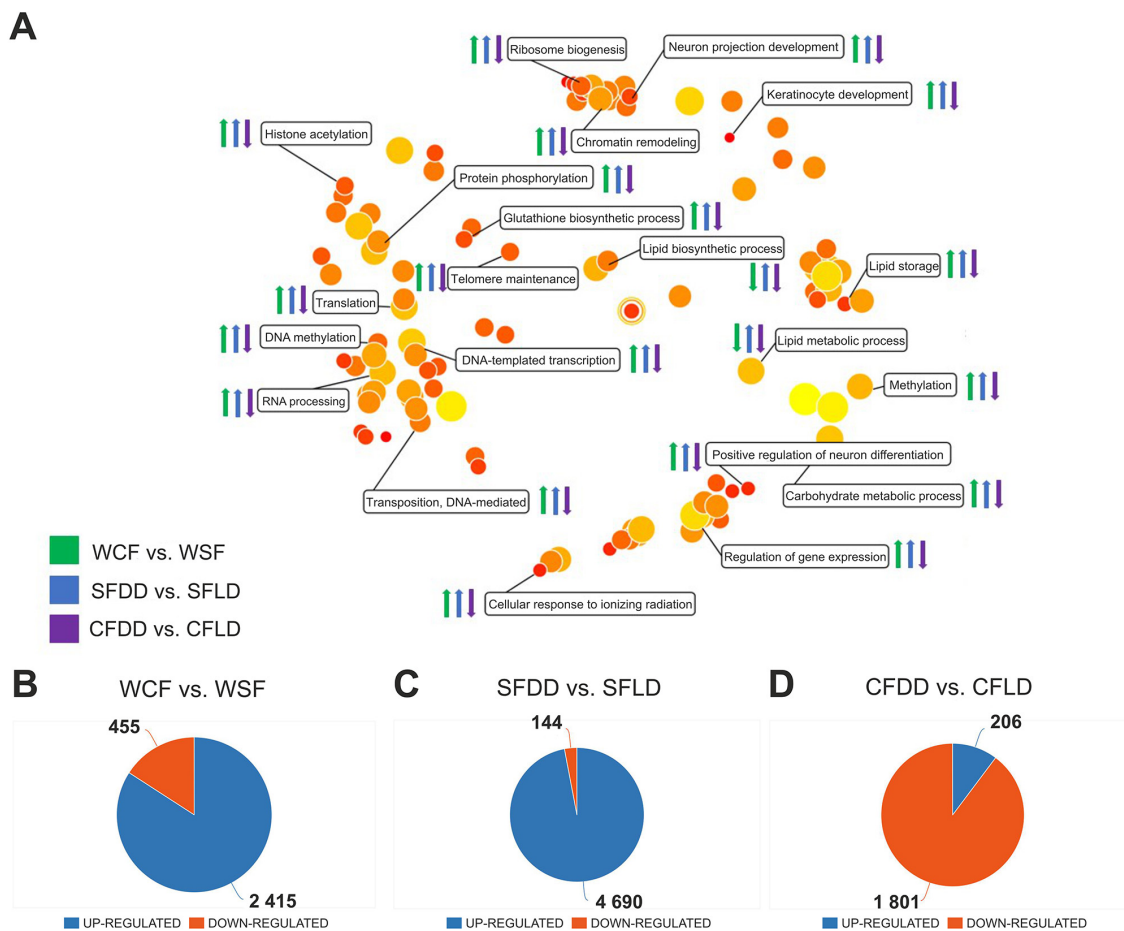 A
Ribosome biogenesis
Neuron projection development
Keratinocyte development
Histone acetylation
Chromatin remodeling
Protein phosphorylation
Glutathione biosynthetic process
Lipid biosynthetic process
Lipid storage
Telomere maintenance
Translation
DNA methylation
Lipid metabolic process
DNA-templated transcription
Methylation
RNA processing
Positive regulation of neuron differentiation
Transposition, DNA-mediated
Carbohydrate metabolic process
Regulation of gene expression
Cellular response to ionizing radiation
WCF vs. WSF
SFDD vs. SFLD
CFDD vs. CFLD
B
WCF vs. WSF
455
2 415
UP-REGULATED
DOWN-REGULATED
C
SFDD vs. SFLD
144
4 690
UP-REGULATED
DOWN-REGULATED
D
CFDD vs. CFLD
206
1 801
UP-REGULATED
DOWN-REGULATED